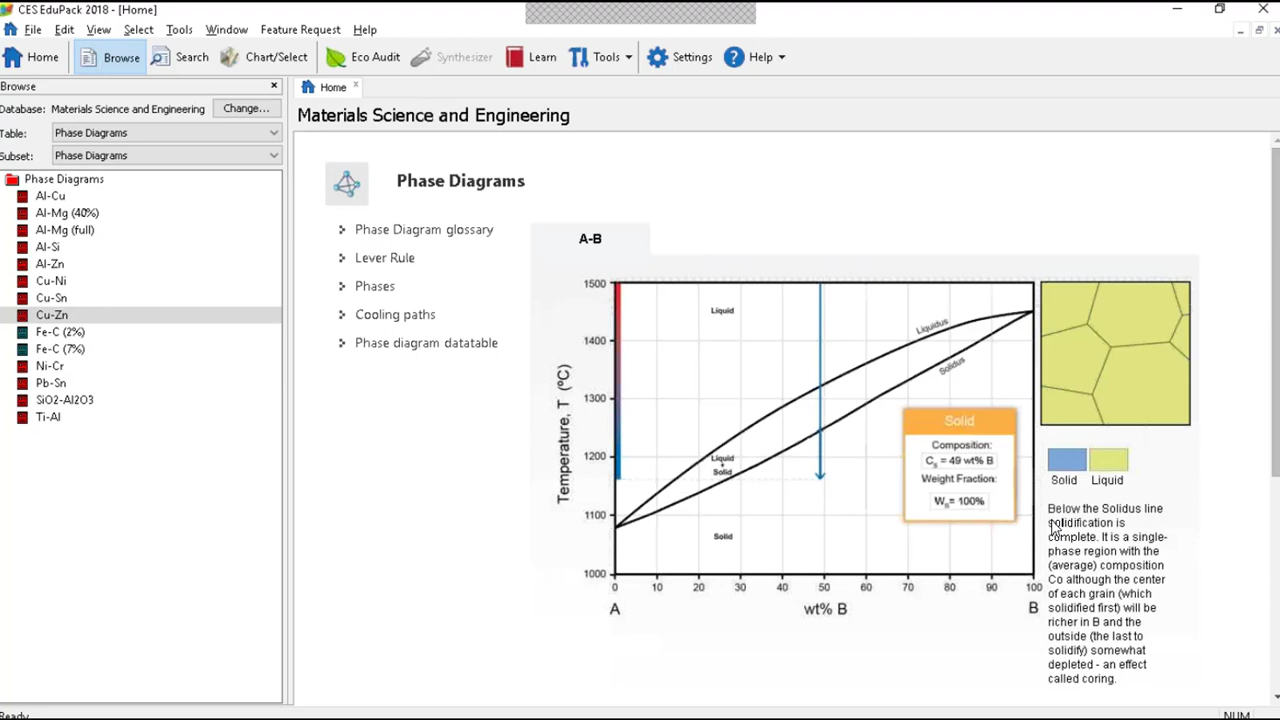 CES EduPack 2018 - [Home]
File Edit View Select Tools Window Feature Request Help
Home Browse Search Chart/Select Eco Audit Synthesizer Learn Tools Settings Help
Browse
Database: Materials Science and Engineering Change...
Table: Phase Diagrams
Subset: Phase Diagrams
Phase Diagrams
Al-Cu
Al-Mg (40%)
Al-Mg (full)
Al-Si
Al-Zn
Cu-Ni
Cu-Sn
Cu-Zn
Fe-C (2%)
Fe-C (7%)
Ni-Cr
Pb-Sn
SiO2-Al2O3
Ti-Al
Home
Materials Science and Engineering
Phase Diagrams
Phase Diagram glossary
Lever Rule
Phases
Cooling paths
Phase diagram datatable
A-B
Temperature, T (ºC)
1500
1400
1300
1200
1100
1000
Liquid
Liquidus
Solidus
Liquid
+
Solid
Solid
Solid
Composition:
Cs = 49 wt% B
Weight Fraction:
Ws= 100%
0 10 20 30 40 50 60 70 80 90 100
A wt% B B
Solid Liquid
Below the Solidus line
solidification is
complete. It is a single-
phase region with the
(average) composition
Co although the center
of each grain (which
solidified first) will be
richer in B and the
outside (the last to
solidify) somewhat
depleted - an effect
called coring.
Ready NUM